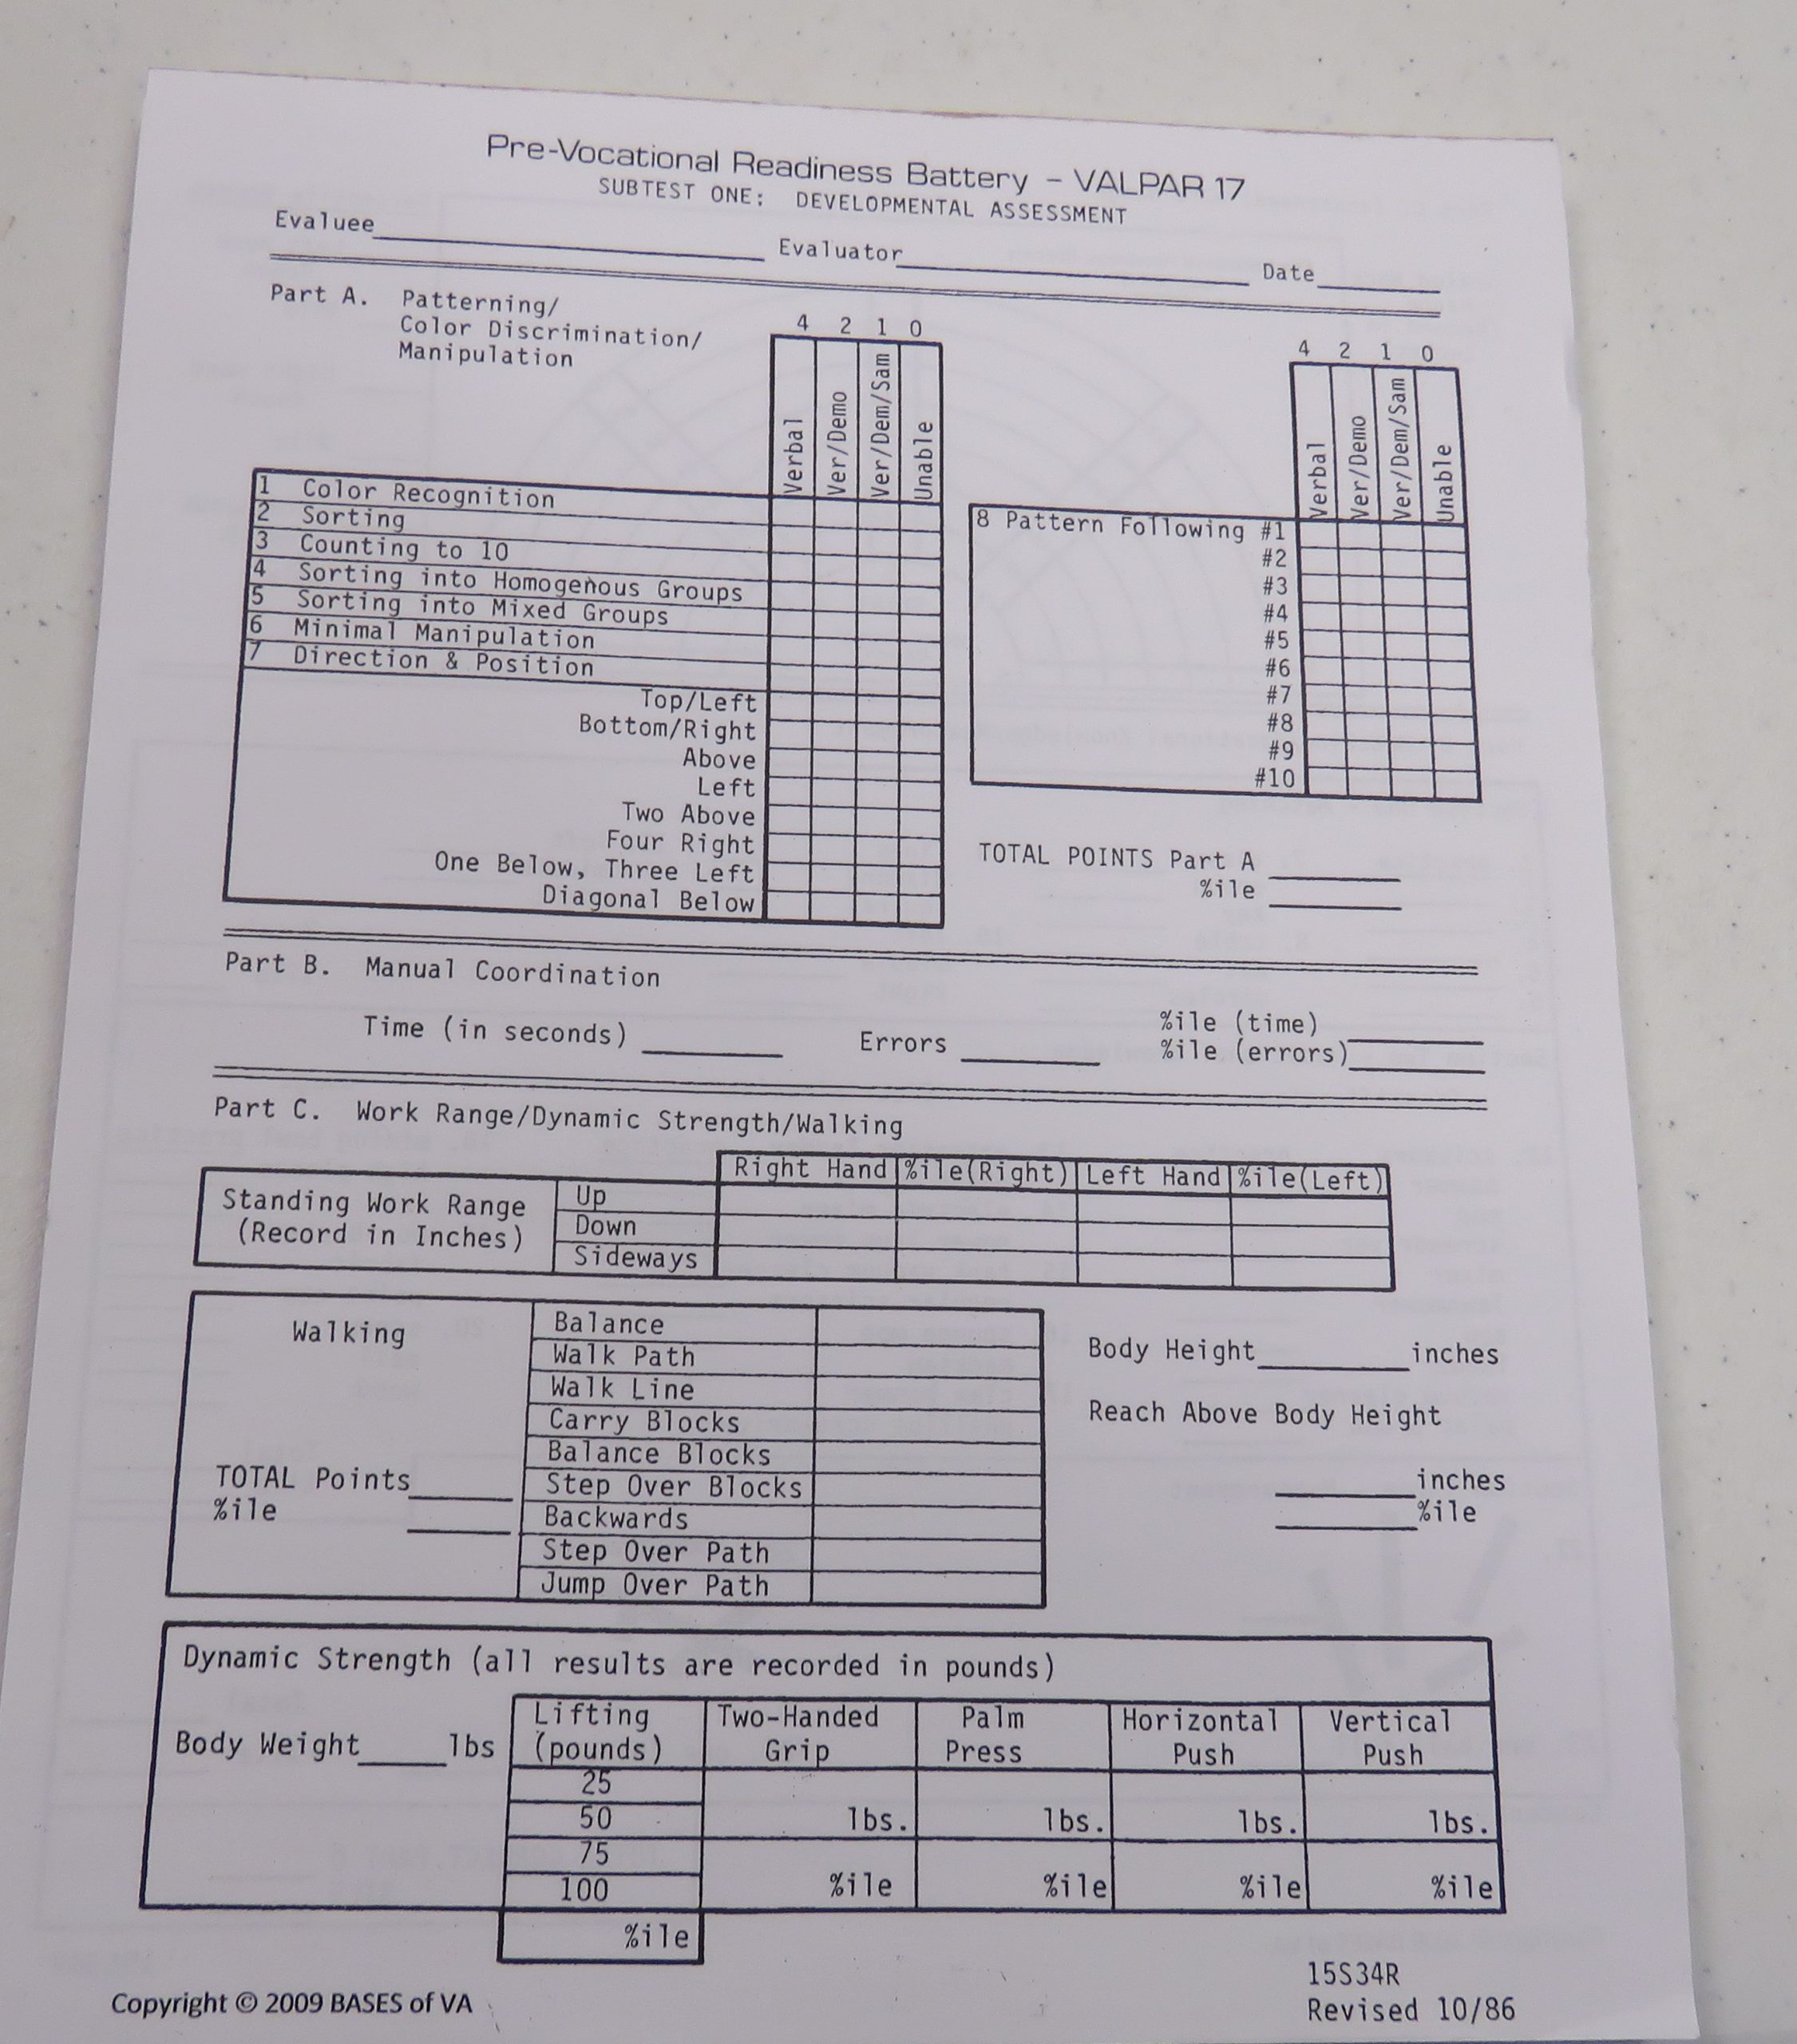 Pre-Vocational Readiness Battery – VALPAR 17
SUBTEST ONE: DEVELOPMENTAL ASSESSMENT
Evaluee Evaluator Date
Part A. Patterning/
Color Discrimination/
Manipulation
4 2 1 0
Verbal
Ver/Demo
Ver/Dem/Sam
Unable
1 Color Recognition
2 Sorting
3 Counting to 10
4 Sorting into Homogenous Groups
5 Sorting into Mixed Groups
6 Minimal Manipulation
7 Direction & Position
Top/Left
Bottom/Right
Above
Left
Two Above
Four Right
One Below, Three Left
Diagonal Below
4 2 1 0
Verbal
Ver/Demo
Ver/Dem/Sam
Unable
8 Pattern Following #1
#2
#3
#4
#5
#6
#7
#8
#9
#10
TOTAL POINTS Part A
%ile
Part B. Manual Coordination
Time (in seconds) Errors %ile (time)
%ile (errors)
Part C. Work Range/Dynamic Strength/Walking
Right Hand %ile(Right) Left Hand %ile(Left)
Standing Work Range
(Record in Inches)
Up
Down
Sideways
Walking
TOTAL Points
%ile
Balance
Walk Path
Walk Line
Carry Blocks
Balance Blocks
Step Over Blocks
Backwards
Step Over Path
Jump Over Path
Body Height inches
Reach Above Body Height
inches
%ile
Dynamic Strength (all results are recorded in pounds)
Body Weight lbs
Lifting
(pounds)
25
50
75
100
%ile
Two-Handed
Grip
lbs.
%ile
Palm
Press
lbs.
%ile
Horizontal
Push
lbs.
%ile
Vertical
Push
lbs.
%ile
15S34R
Revised 10/86
Copyright © 2009 BASES of VA